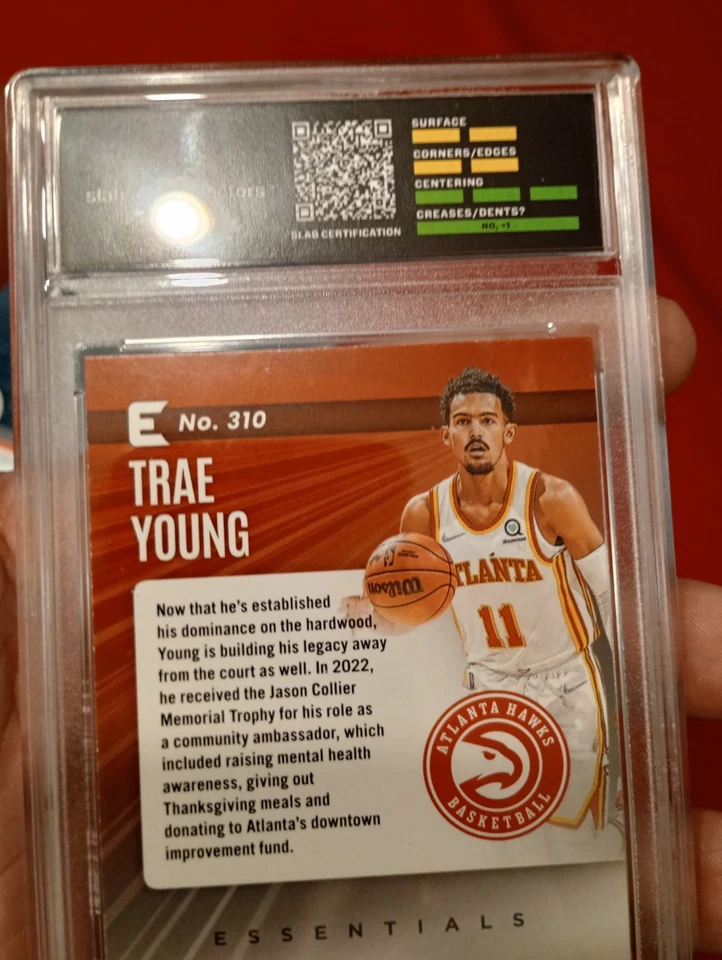 SURFACE
CORNERS/EDGES
CENTERING
CREASES/DENTS?
NO, +1
SLAB CERTIFICATION
E No. 310
TRAE
YOUNG
Wilson
ATLANTA
11
Now that he's established
his dominance on the hardwood,
Young is building his legacy away
from the court as well. In 2022,
he received the Jason Collier
Memorial Trophy for his role as
a community ambassador, which
included raising mental health
awareness, giving out
Thanksgiving meals and
donating to Atlanta's downtown
improvement fund.
ATLANTA HAWKS
BASKETBALL
ESSENTIALS